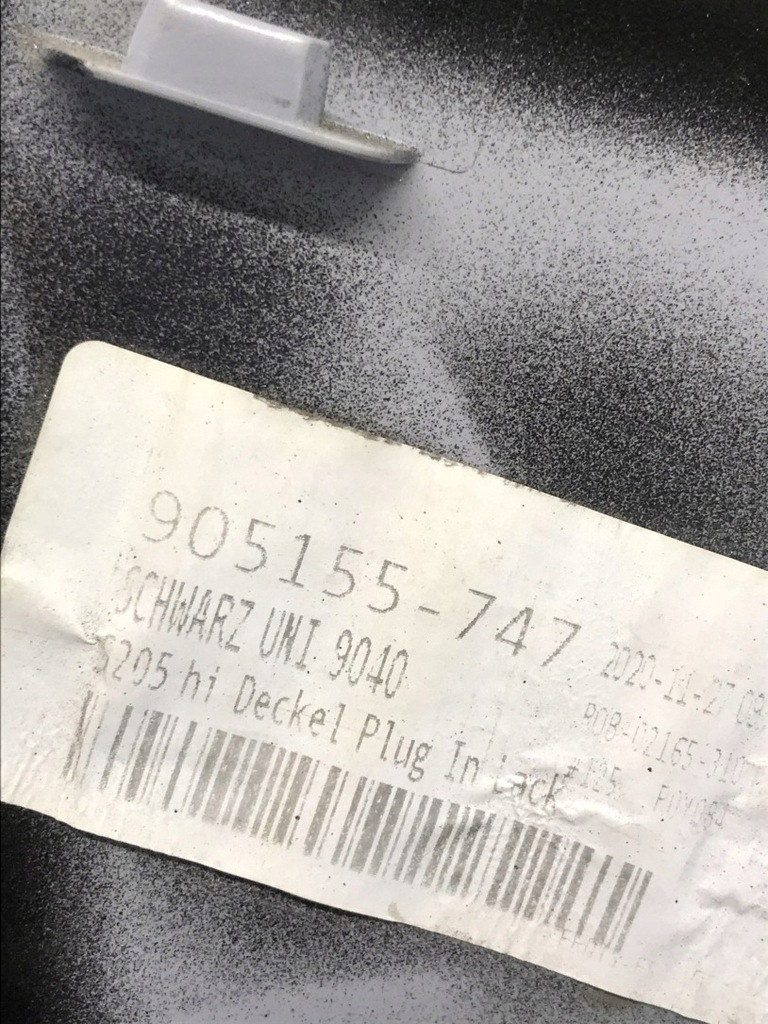 905155-747
SCHWARZ UNI 9040
S205 hi Deckel Plug In Lack
2020-11-27